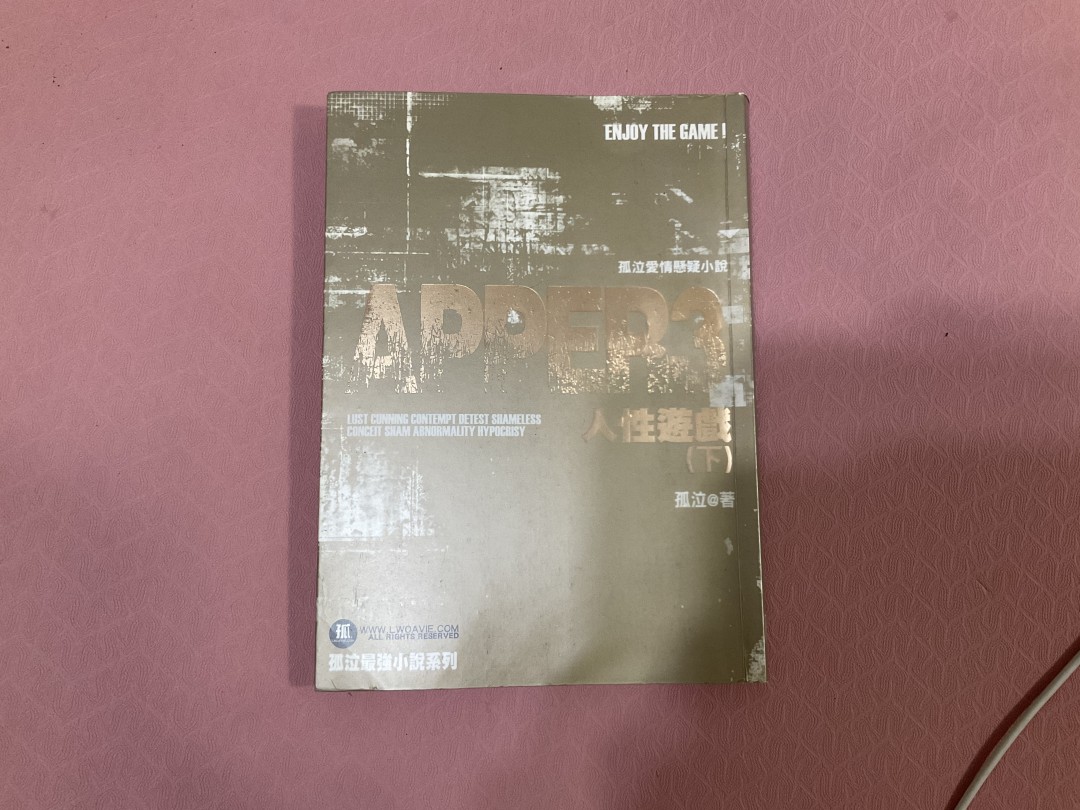 ENJOY THE GAME !
孤泣愛情懸疑小說
APPER3
LUST CUNNING CONTEMPT DETEST SHAMELESS
CONCEIT SHAM ABNORMALITY HYPOCRISY
人性遊戲
(下)
孤泣@著
孤 WWW.LWOAVIE.COM
ALL RIGHTS RESERVED
孤泣最強小說系列